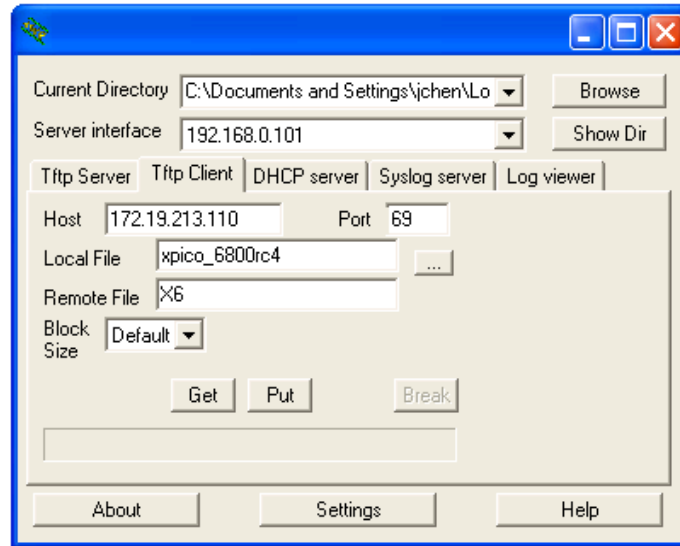 Current Directory C:\Documents and Settings\jchen\Lo Browse
Server interface 192.168.0.101 Show Dir
Tftp Server Tftp Client DHCP server Syslog server Log viewer
Host 172.19.213.110 Port 69
Local File xpico_6800rc4 ...
Remote File X6
Block Size Default
Get Put Break
About Settings Help